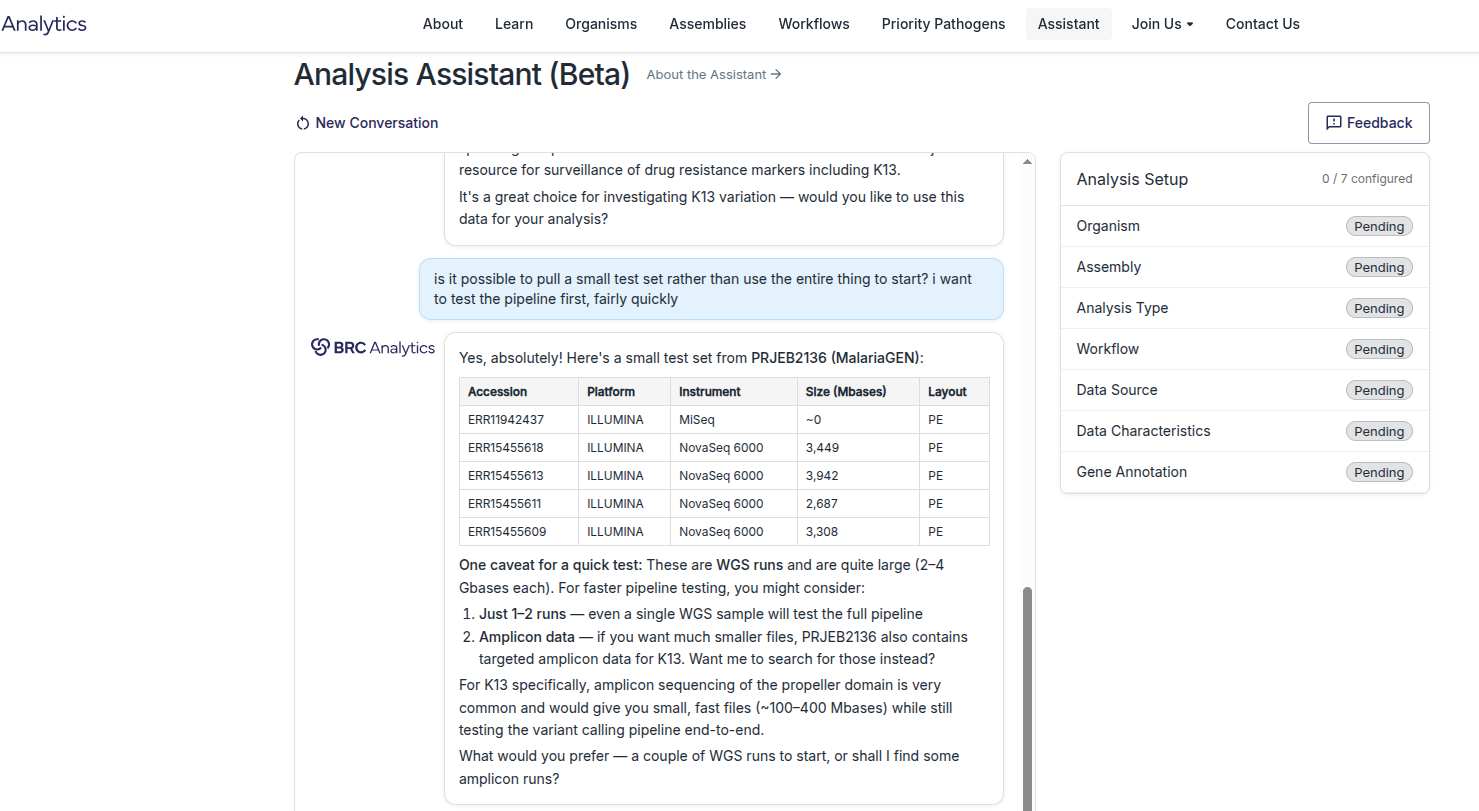 Analytics
About Learn Organisms Assemblies Workflows Priority Pathogens Assistant Join Us Contact Us
Analysis Assistant (Beta) About the Assistant →
New Conversation
Feedback
resource for surveillance of drug resistance markers including K13.
It's a great choice for investigating K13 variation — would you like to use this
data for your analysis?
is it possible to pull a small test set rather than use the entire thing to start? i want
to test the pipeline first, fairly quickly
BRC Analytics
Yes, absolutely! Here's a small test set from PRJEB2136 (MalariaGEN):
Accession Platform Instrument Size (Mbases) Layout
ERR11942437 ILLUMINA MiSeq ~0 PE
ERR15455618 ILLUMINA NovaSeq 6000 3,449 PE
ERR15455613 ILLUMINA NovaSeq 6000 3,942 PE
ERR15455611 ILLUMINA NovaSeq 6000 2,687 PE
ERR15455609 ILLUMINA NovaSeq 6000 3,308 PE
One caveat for a quick test: These are WGS runs and are quite large (2–4
Gbases each). For faster pipeline testing, you might consider:
1. Just 1–2 runs — even a single WGS sample will test the full pipeline
2. Amplicon data — if you want much smaller files, PRJEB2136 also contains
targeted amplicon data for K13. Want me to search for those instead?
For K13 specifically, amplicon sequencing of the propeller domain is very
common and would give you small, fast files (~100–400 Mbases) while still
testing the variant calling pipeline end-to-end.
What would you prefer — a couple of WGS runs to start, or shall I find some
amplicon runs?
Analysis Setup 0 / 7 configured
Organism Pending
Assembly Pending
Analysis Type Pending
Workflow Pending
Data Source Pending
Data Characteristics Pending
Gene Annotation Pending